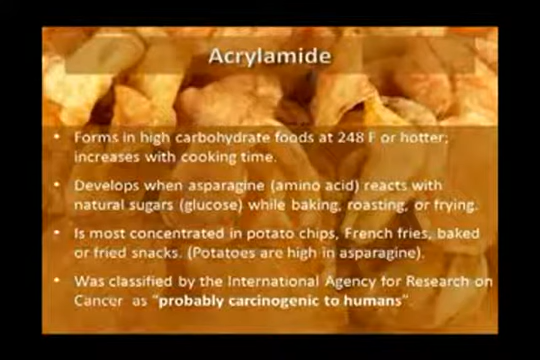 Acrylamide
• Forms in high carbohydrate foods at 248 F or hotter;
increases with cooking time.
• Develops when asparagine (amino acid) reacts with
natural sugars (glucose) while baking, roasting, or frying.
• Is most concentrated in potato chips, French fries, baked
or fried snacks. (Potatoes are high in asparagine).
• Was classified by the International Agency for Research on
Cancer as "probably carcinogenic to humans".